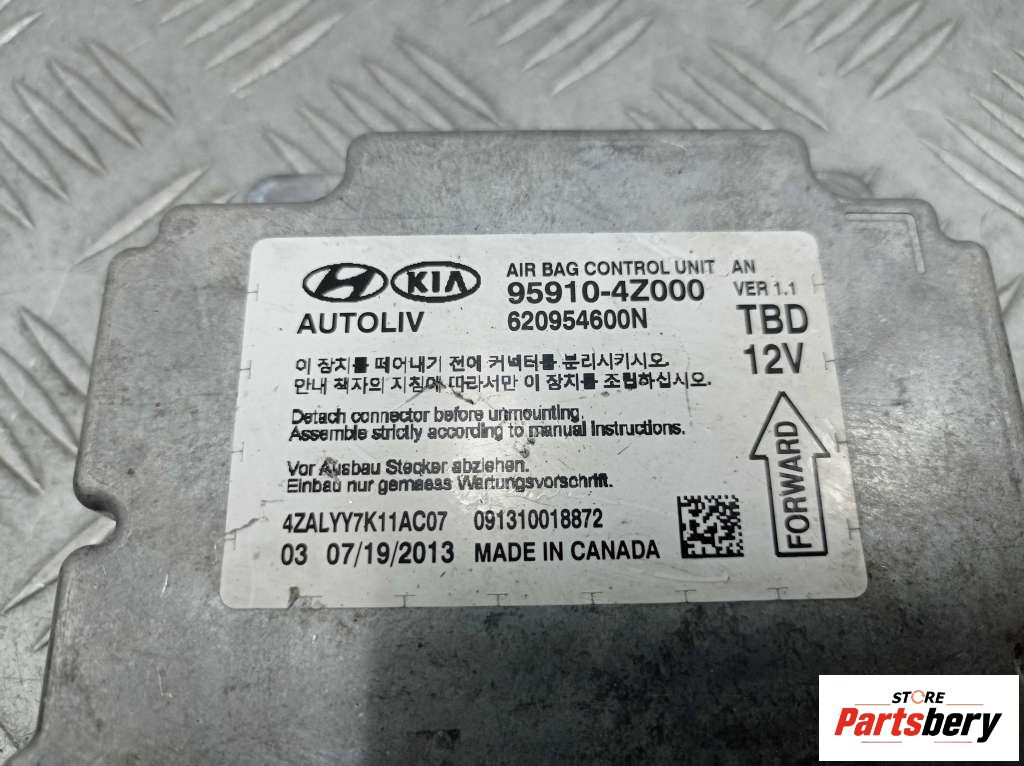 KIA
AIR BAG CONTROL UNIT AN
95910-4Z000 VER 1.1
AUTOLIV 620954600N TBD
12V
이 장치를 떼어내기 전에 커넥터를 분리시키시오.
안내 책자의 지침에 따라서만 이 장치를 조립하십시오.
Detach connector before unmounting.
Assemble strictly according to manual instructions.
Vor Ausbau Stecker abziehen.
Einbau nur gemaess Wartungsvorschrift.
FORWARD
4ZALYY7K11AC07 091310018872
03 07/19/2013 MADE IN CANADA
STORE
Partsbery